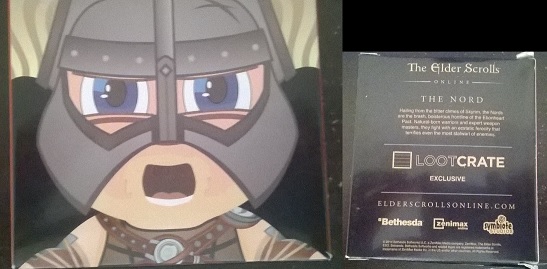 The Elder Scrolls
ONLINE
THE NORD
Hailing from the bitter climes of Skyrim, the Nords
are the brash, boisterous frontline of the Ebonheart
Pact. Natural-born warriors and expert weapon
masters, they fight with an ecstatic ferocity that
terrifies even the most stalwart of enemies.
LOOTCRATE
EXCLUSIVE
ELDERSCROLLSONLINE.COM
Bethesda
Zenimax
online
symbiote
studios